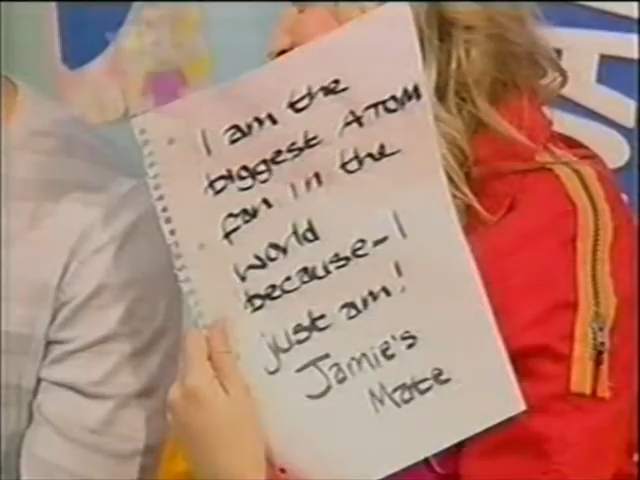 I am the
biggest ATOM
fan in the
world
because - I
just am!
Jamie's
Mate